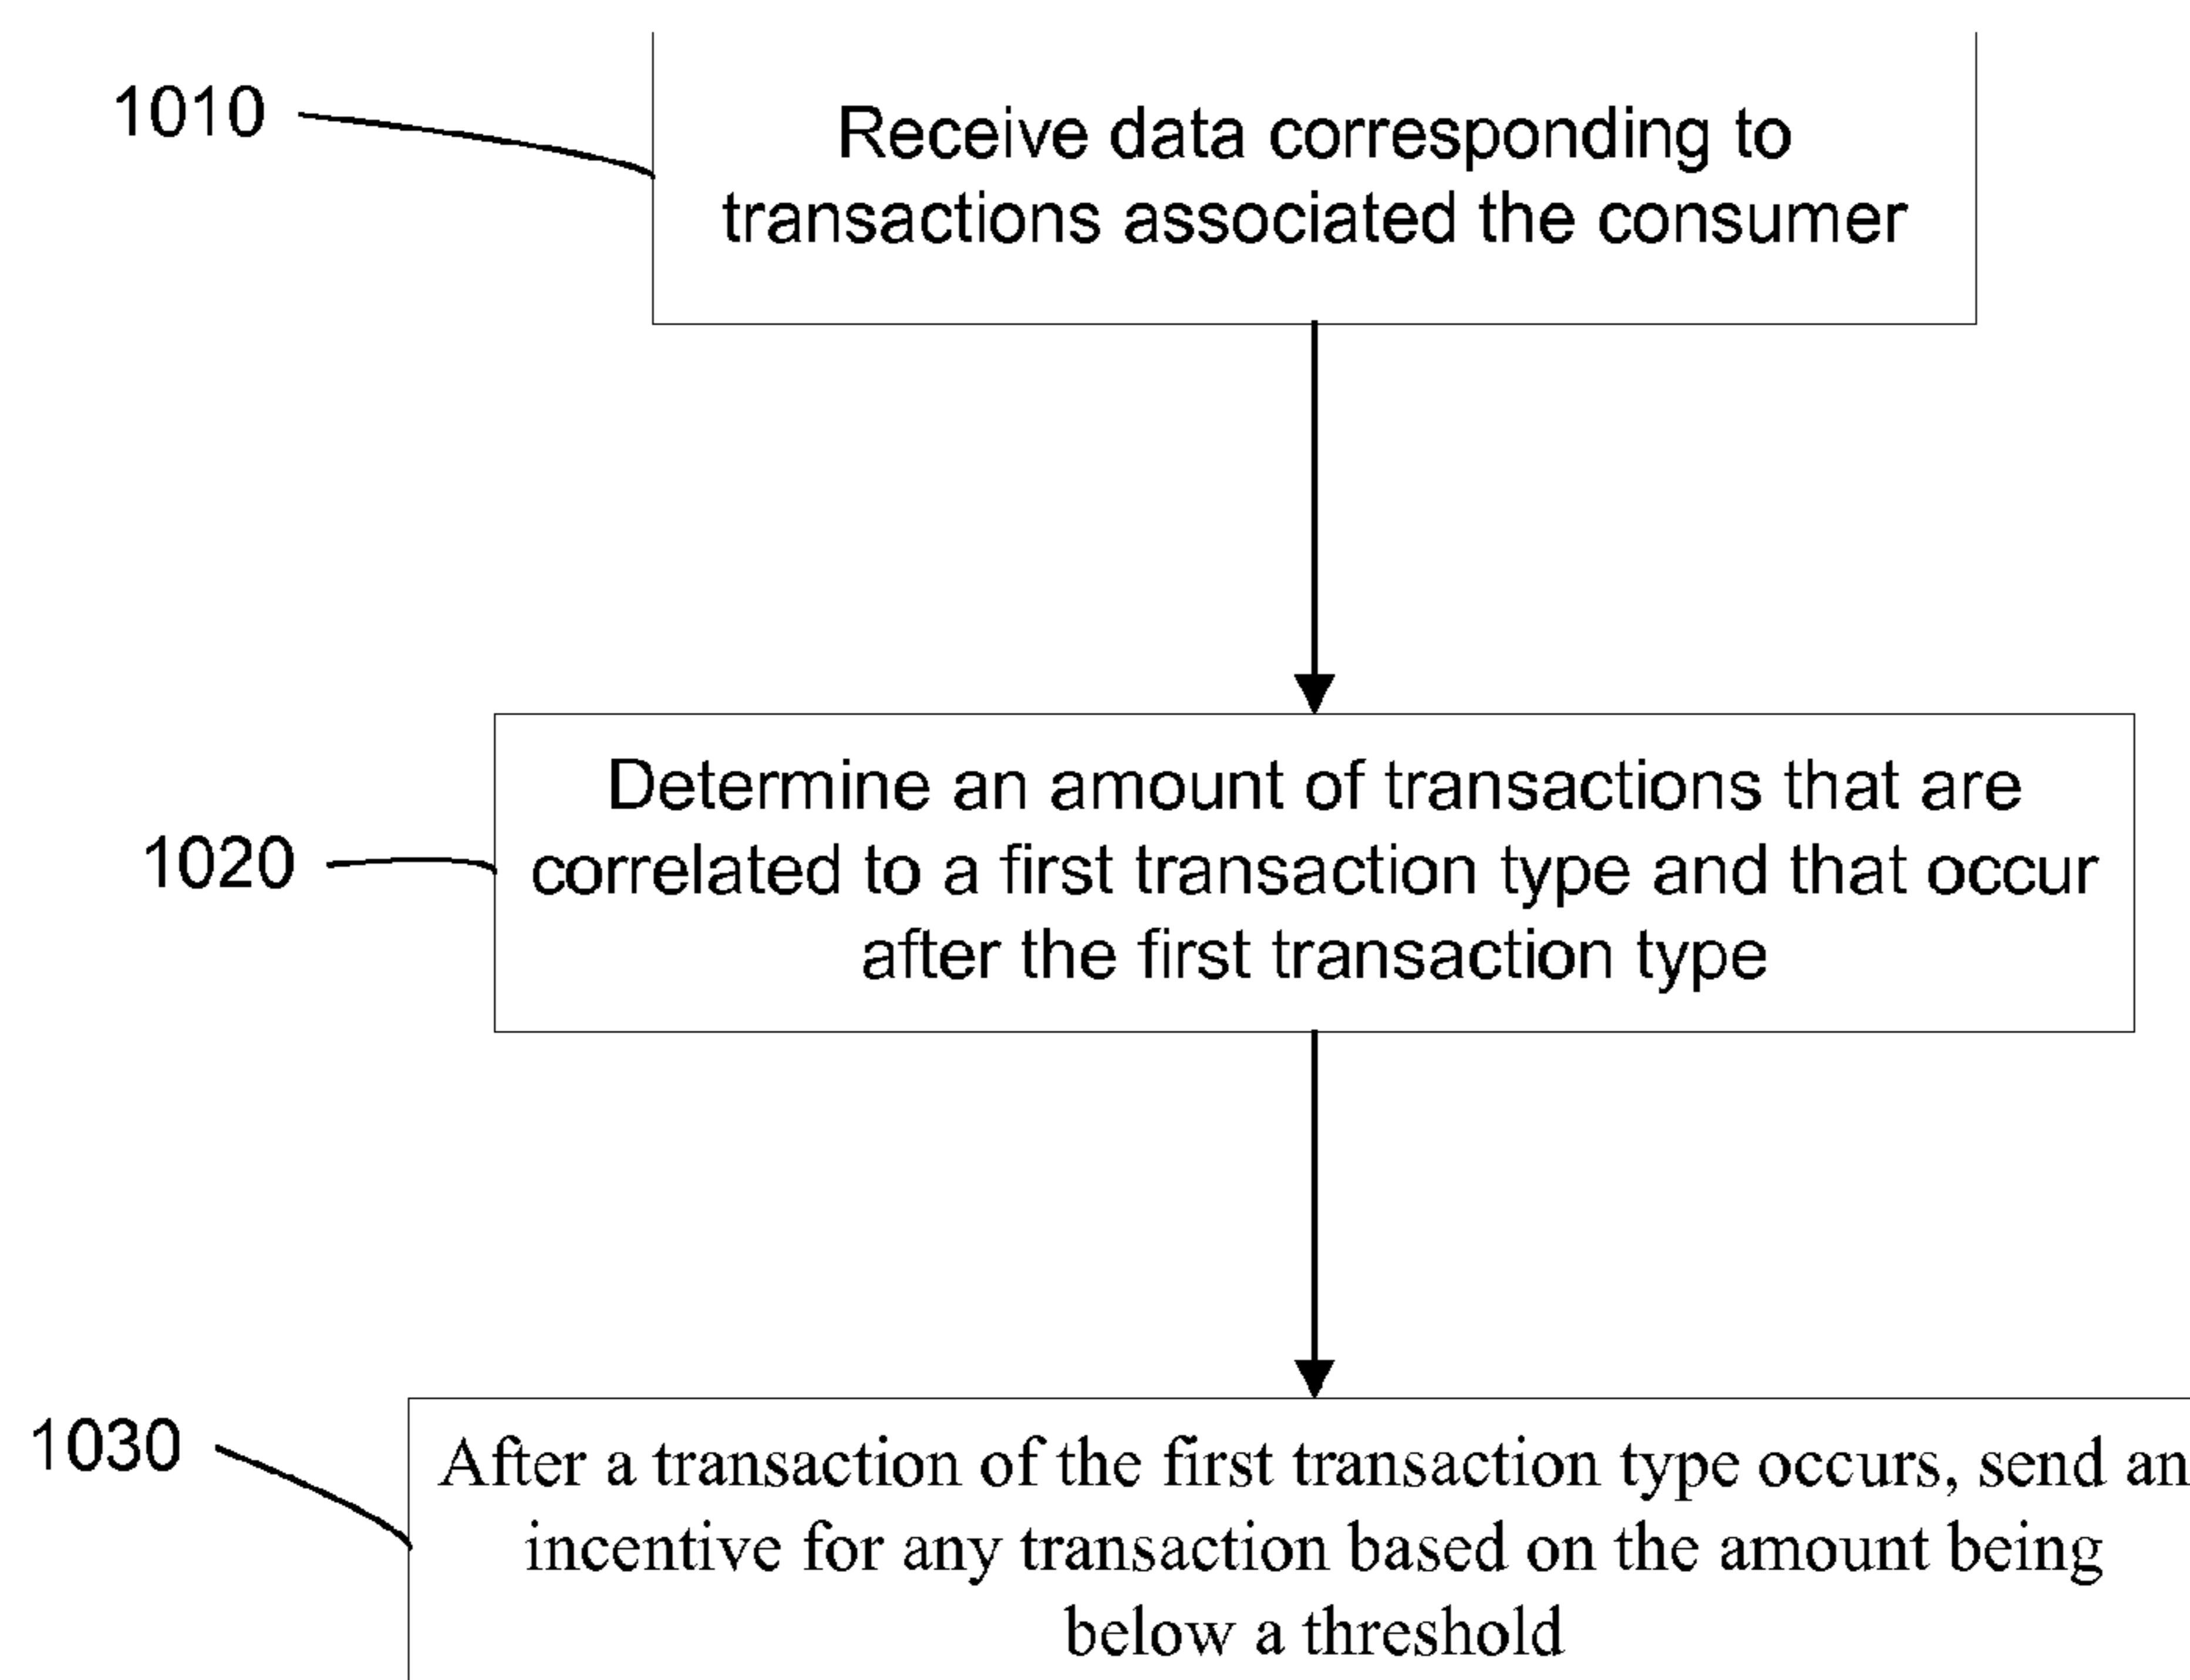 1010
Receive data corresponding to
transactions associated the consumer
1020
Determine an amount of transactions that are
correlated to a first transaction type and that occur
after the first transaction type
1030
After a transaction of the first transaction type occurs, send an
incentive for any transaction based on the amount being
below a threshold